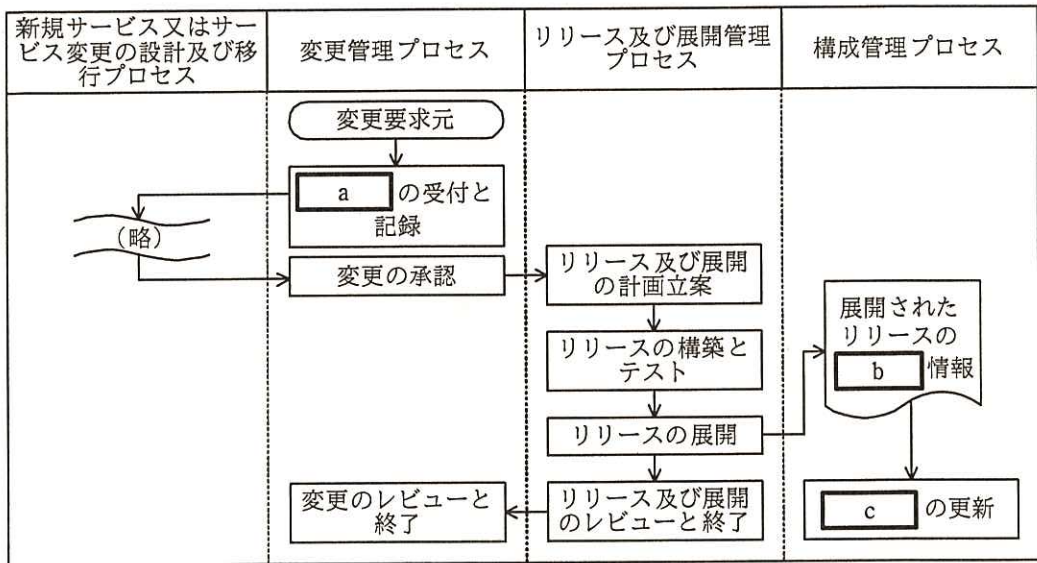 新規サービス又はサー
ビス変更の設計及び移
行プロセス
変更管理プロセス
リリース及び展開管理
プロセス
構成管理プロセス
変更要求元
a の受付と
記録
(略)
変更の承認
リリース及び展開
の計画立案
リリースの構築と
テスト
リリースの展開
展開された
リリースの
b 情報
変更のレビューと
終了
リリース及び展開
のレビューと終了
c の更新